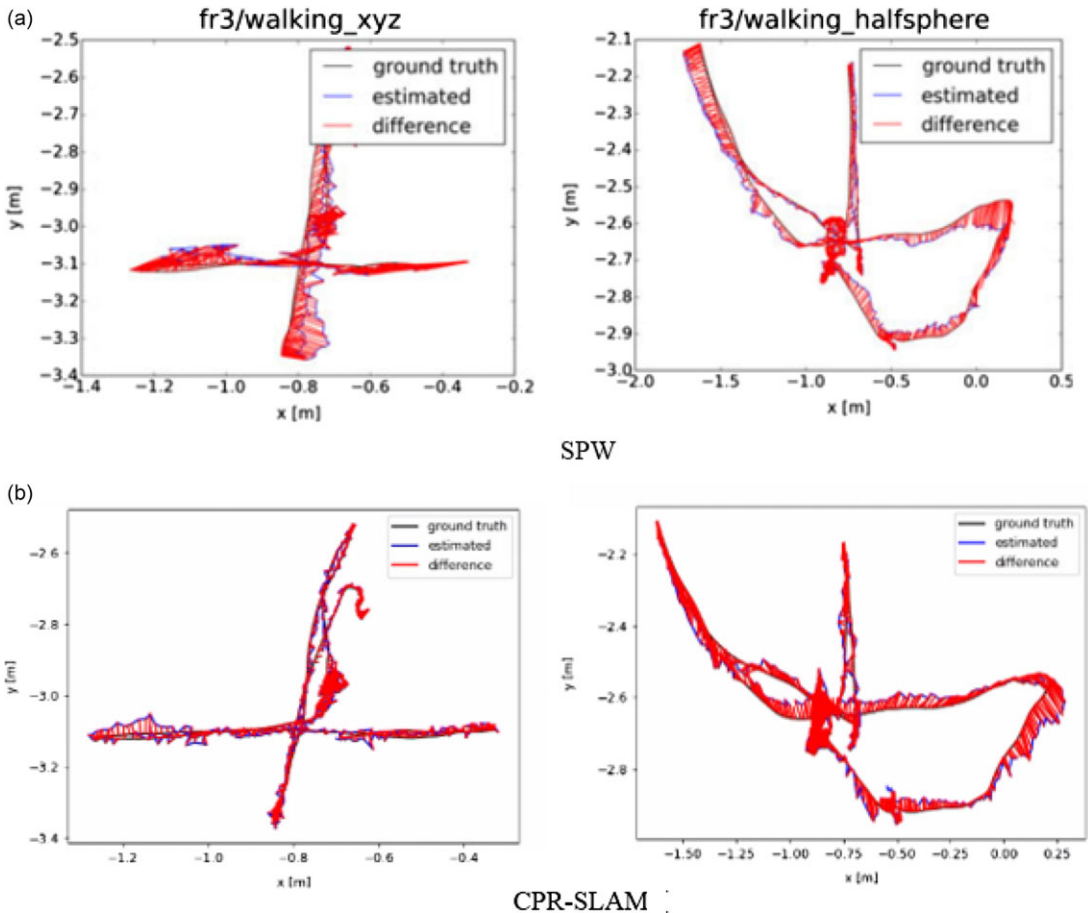 (a)
fr3/walking_xyz
fr3/walking_halfsphere
−2.5
−2.6
−2.7
−2.8
−2.9
−3.0
−3.1
−3.2
−3.3
−3.4
y [m]
ground truth
estimated
difference
−1.4 −1.2 −1.0 −0.8 −0.6 −0.4 −0.2
x [m]
−2.1
−2.2
−2.3
−2.4
−2.5
−2.6
−2.7
−2.8
−2.9
−3.0
y [m]
ground truth
estimated
difference
−2.0 −1.5 −1.0 −0.5 0.0 0.5
x [m]
SPW
(b)
−2.6
−2.8
−3.0
−3.2
−3.4
y [m]
ground truth
estimated
difference
−1.2 −1.0 −0.8 −0.6 −0.4
x [m]
−2.2
−2.4
−2.6
−2.8
y [m]
ground truth
estimated
difference
−1.50 −1.25 −1.00 −0.75 −0.50 −0.25 0.00 0.25
x [m]
CPR-SLAM